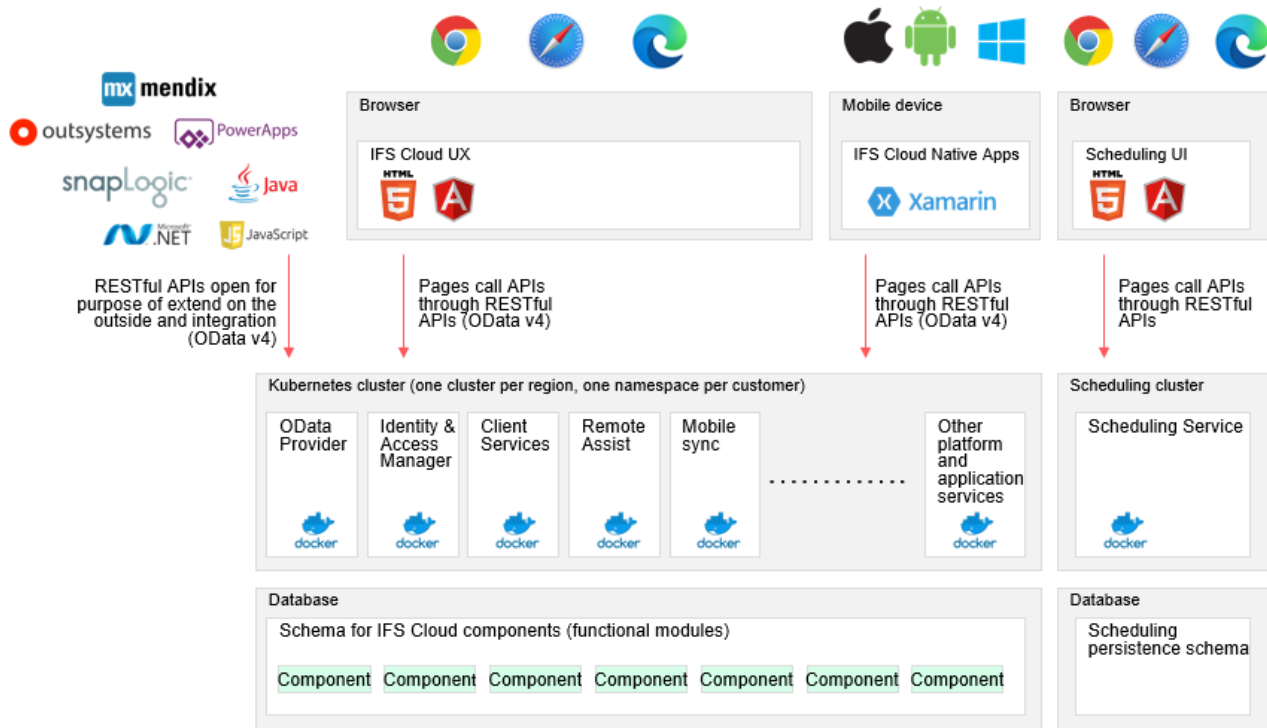 mx mendix
outsystems
PowerApps
snapLogic
Java
Microsoft
.NET
JS JavaScript
RESTful APIs open for
purpose of extend on the
outside and integration
(OData v4)
Browser
IFS Cloud UX
HTML
5
A
Pages call APIs
through RESTful
APIs (OData v4)
Mobile device
IFS Cloud Native Apps
X Xamarin
Pages call APIs
through RESTful
APIs (OData v4)
Browser
Scheduling UI
HTML
5
A
Pages call APIs
through RESTful
APIs
Kubernetes cluster (one cluster per region, one namespace per customer)
OData
Provider
docker
Identity &
Access
Manager
docker
Client
Services
docker
Remote
Assist
docker
Mobile
sync
docker
Other
platform
and
application
services
docker
Scheduling cluster
Scheduling Service
docker
Database
Schema for IFS Cloud components (functional modules)
Component Component Component Component Component Component Component
Database
Scheduling
persistence schema